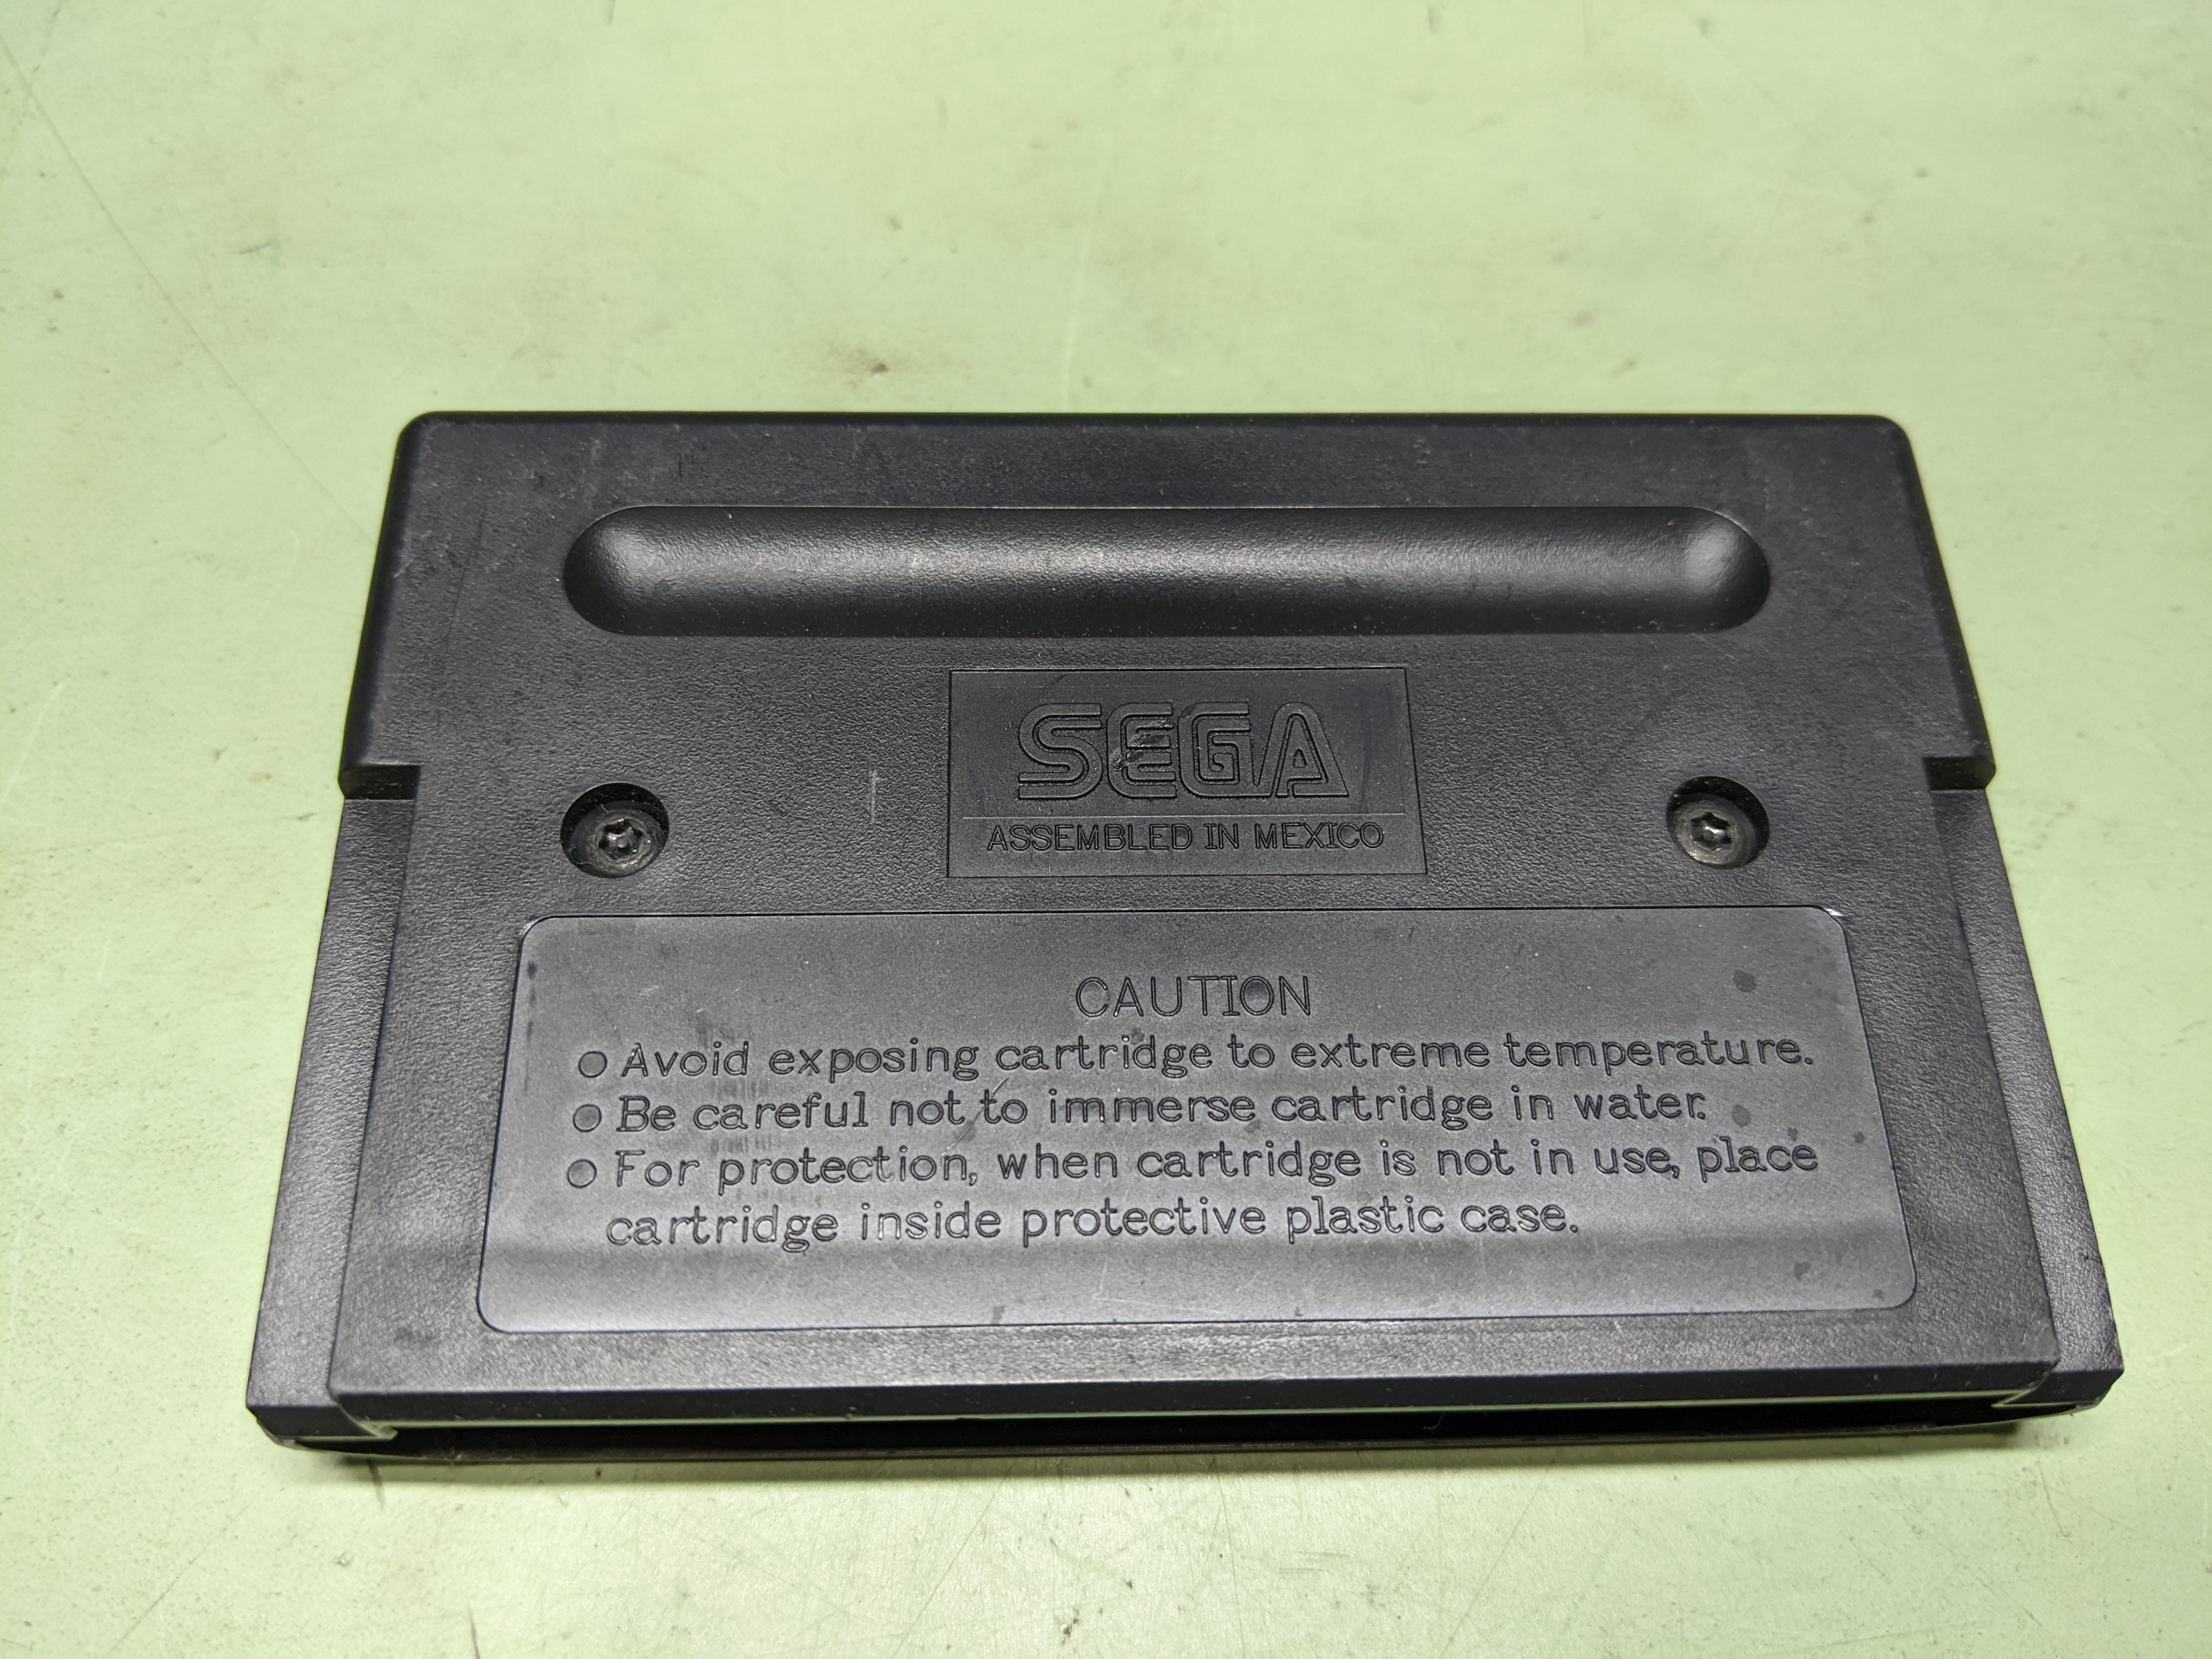 SEGA
ASSEMBLED IN MEXICO
CAUTION
● Avoid exposing cartridge to extreme temperature.
● Be careful not to immerse cartridge in water.
● For protection, when cartridge is not in use, place
cartridge inside protective plastic case.